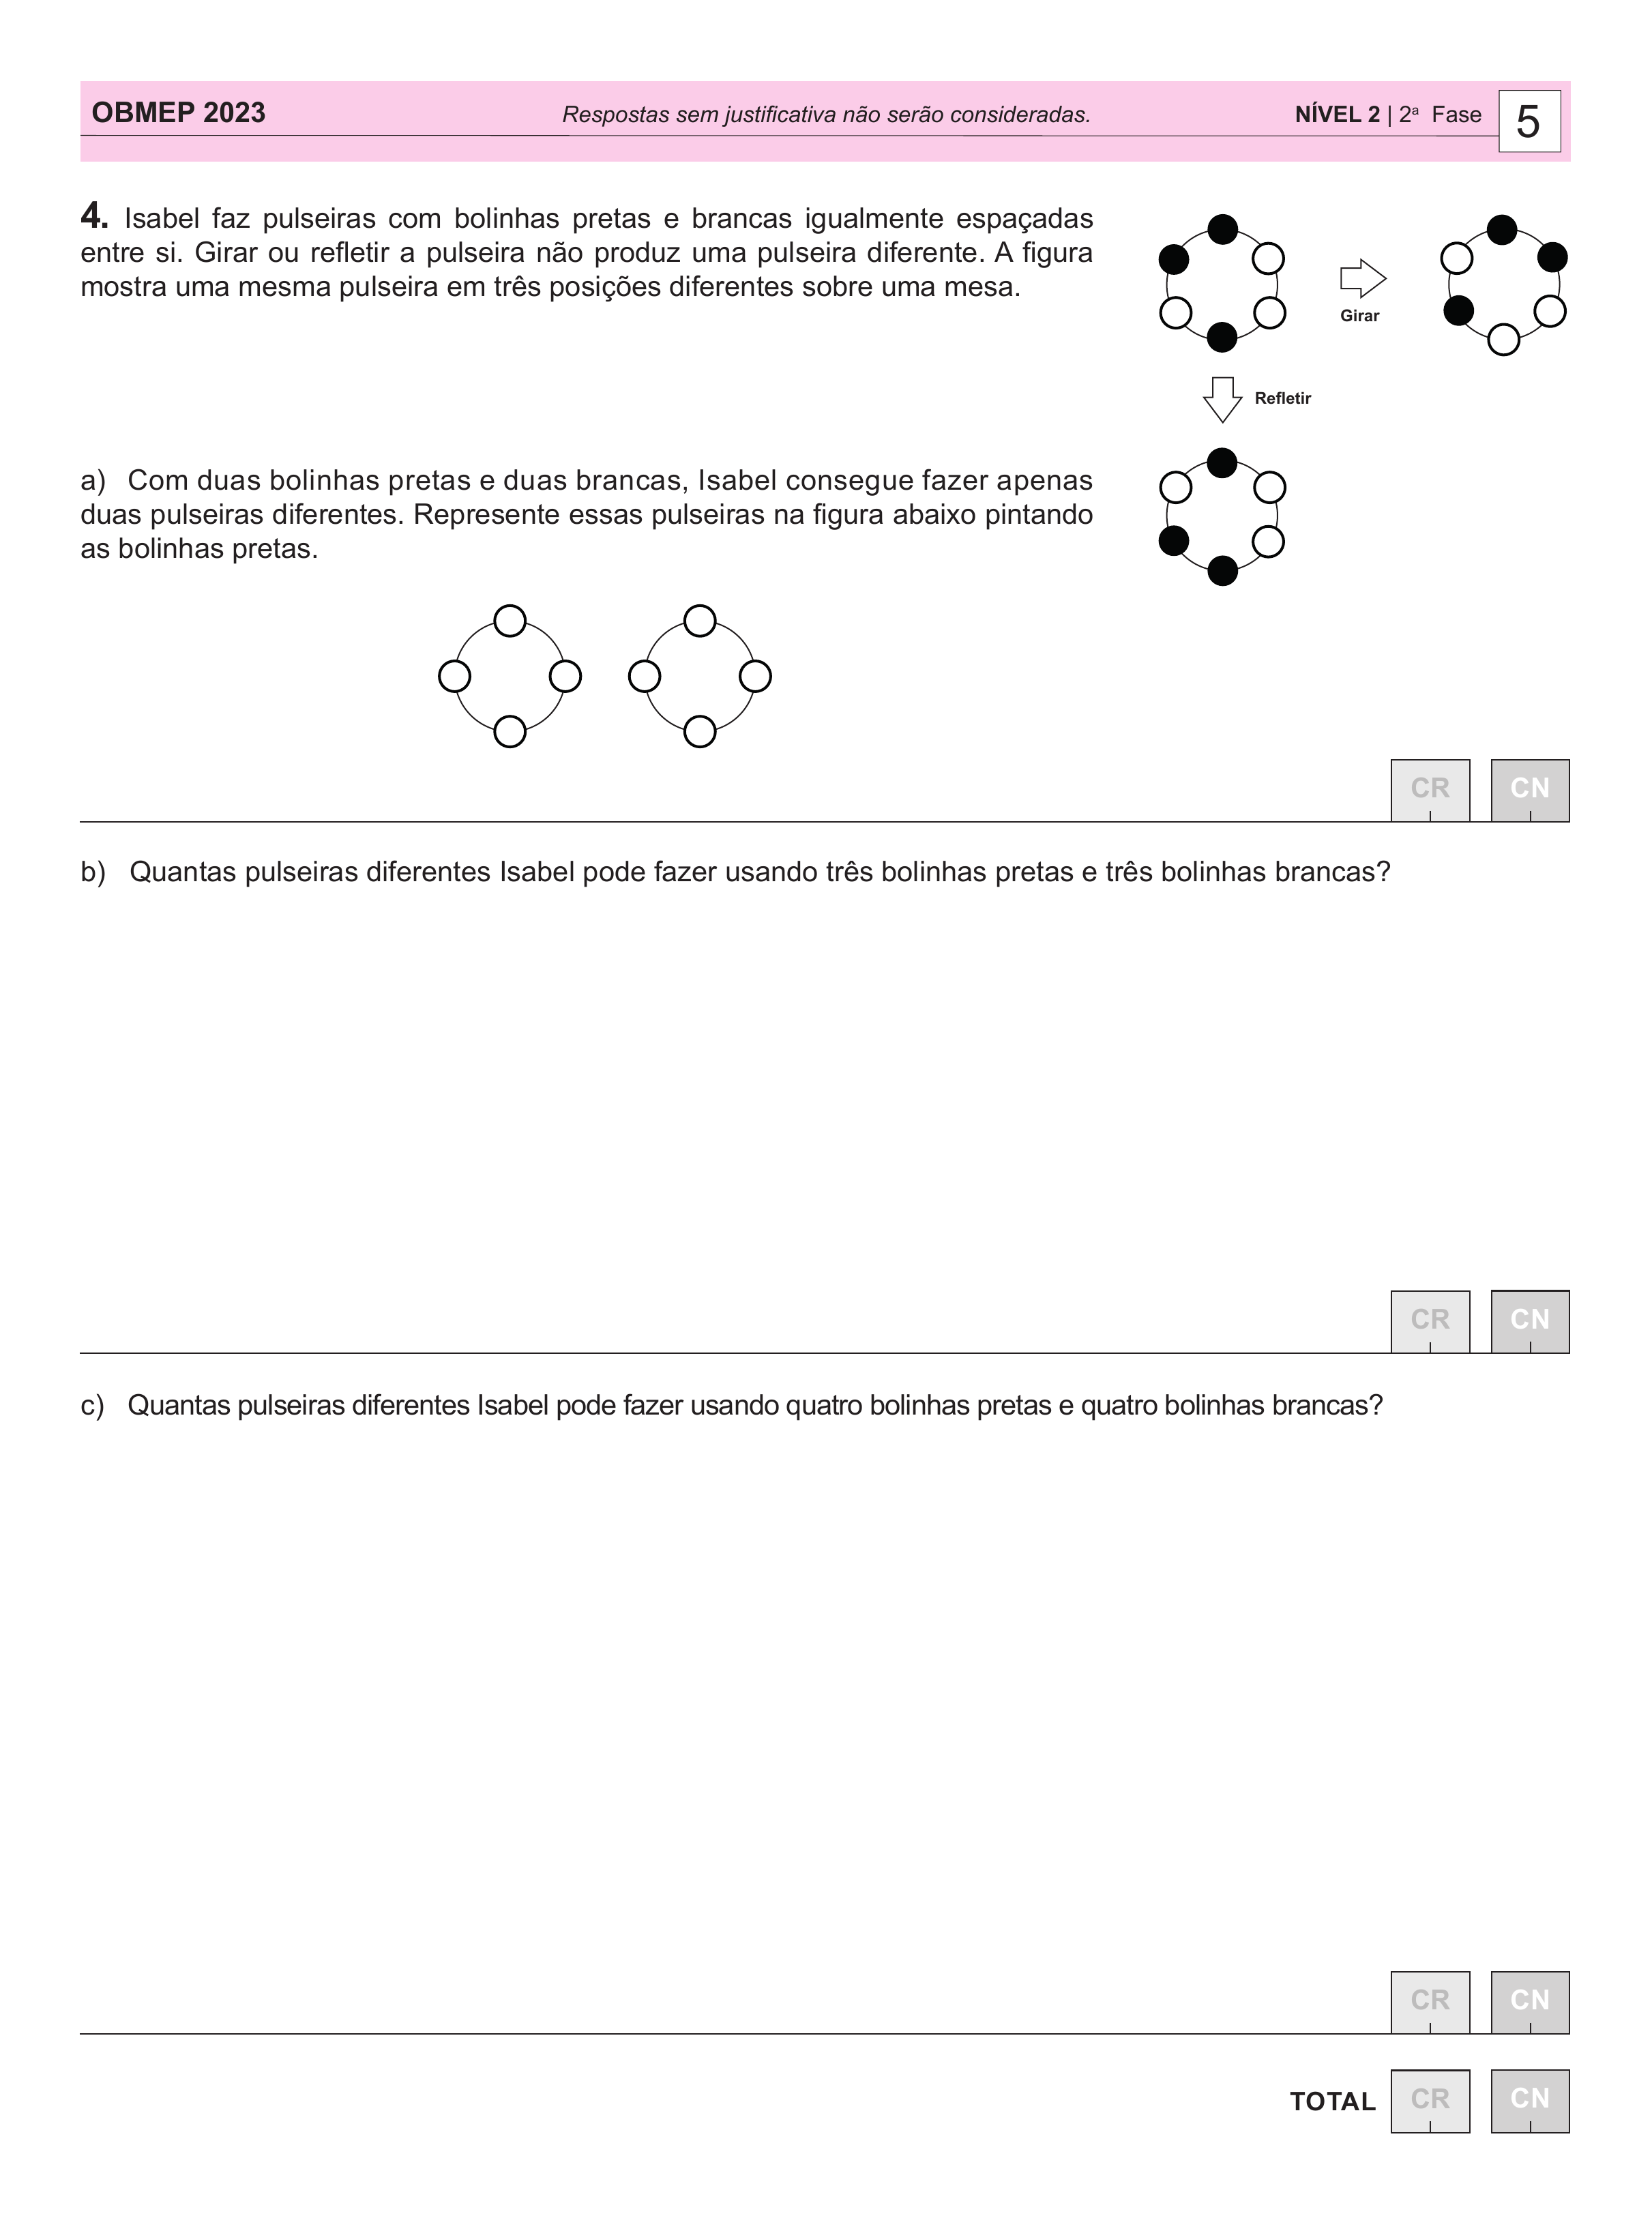 OBMEP 2023
Respostas sem justificativa não serão consideradas.
NÍVEL 2 | 2ª Fase
5
4. Isabel faz pulseiras com bolinhas pretas e brancas igualmente espaçadas
entre si. Girar ou refletir a pulseira não produz uma pulseira diferente. A figura
mostra uma mesma pulseira em três posições diferentes sobre uma mesa.
Girar
Refletir
a) Com duas bolinhas pretas e duas brancas, Isabel consegue fazer apenas
duas pulseiras diferentes. Represente essas pulseiras na figura abaixo pintando
as bolinhas pretas.
CR CN
b) Quantas pulseiras diferentes Isabel pode fazer usando três bolinhas pretas e três bolinhas brancas?
CR CN
c) Quantas pulseiras diferentes Isabel pode fazer usando quatro bolinhas pretas e quatro bolinhas brancas?
CR CN
TOTAL CR CN